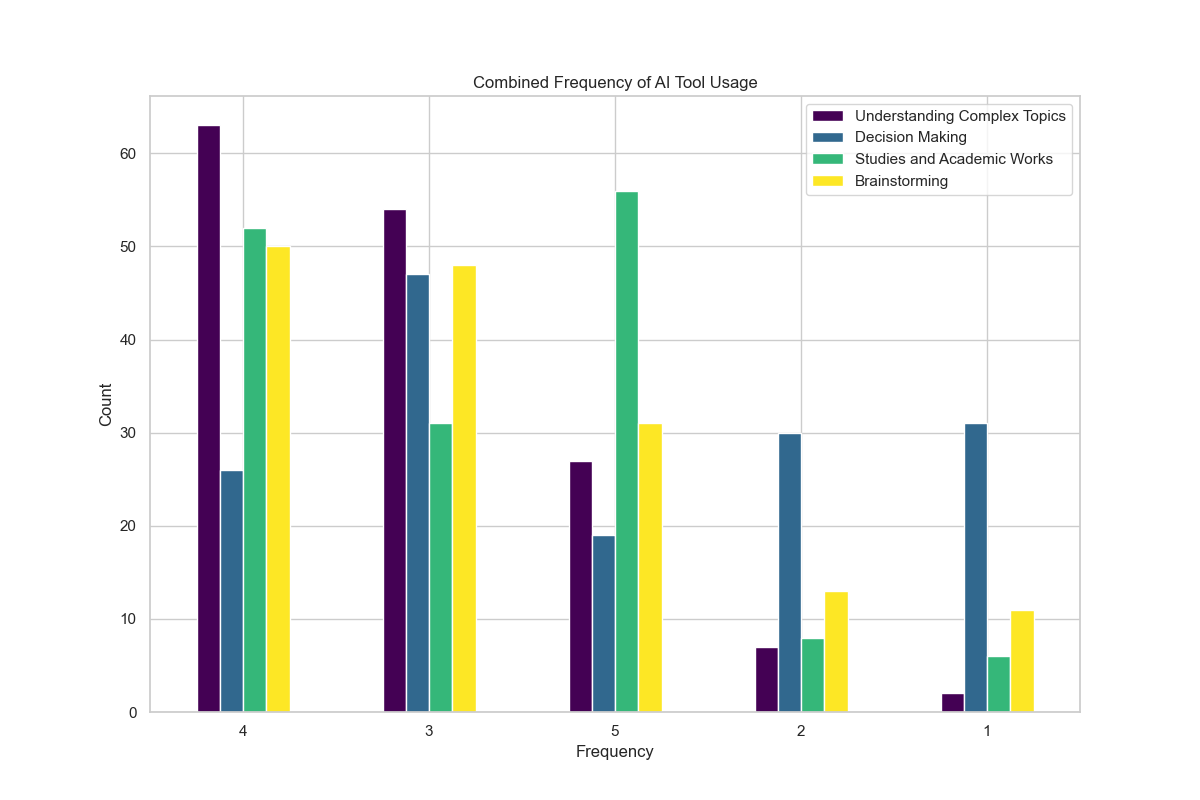 Combined Frequency of AI Tool Usage
Understanding Complex Topics
Decision Making
Studies and Academic Works
Brainstorming
60
50
40
30
20
10
0
Count
4 3 5 2 1
Frequency